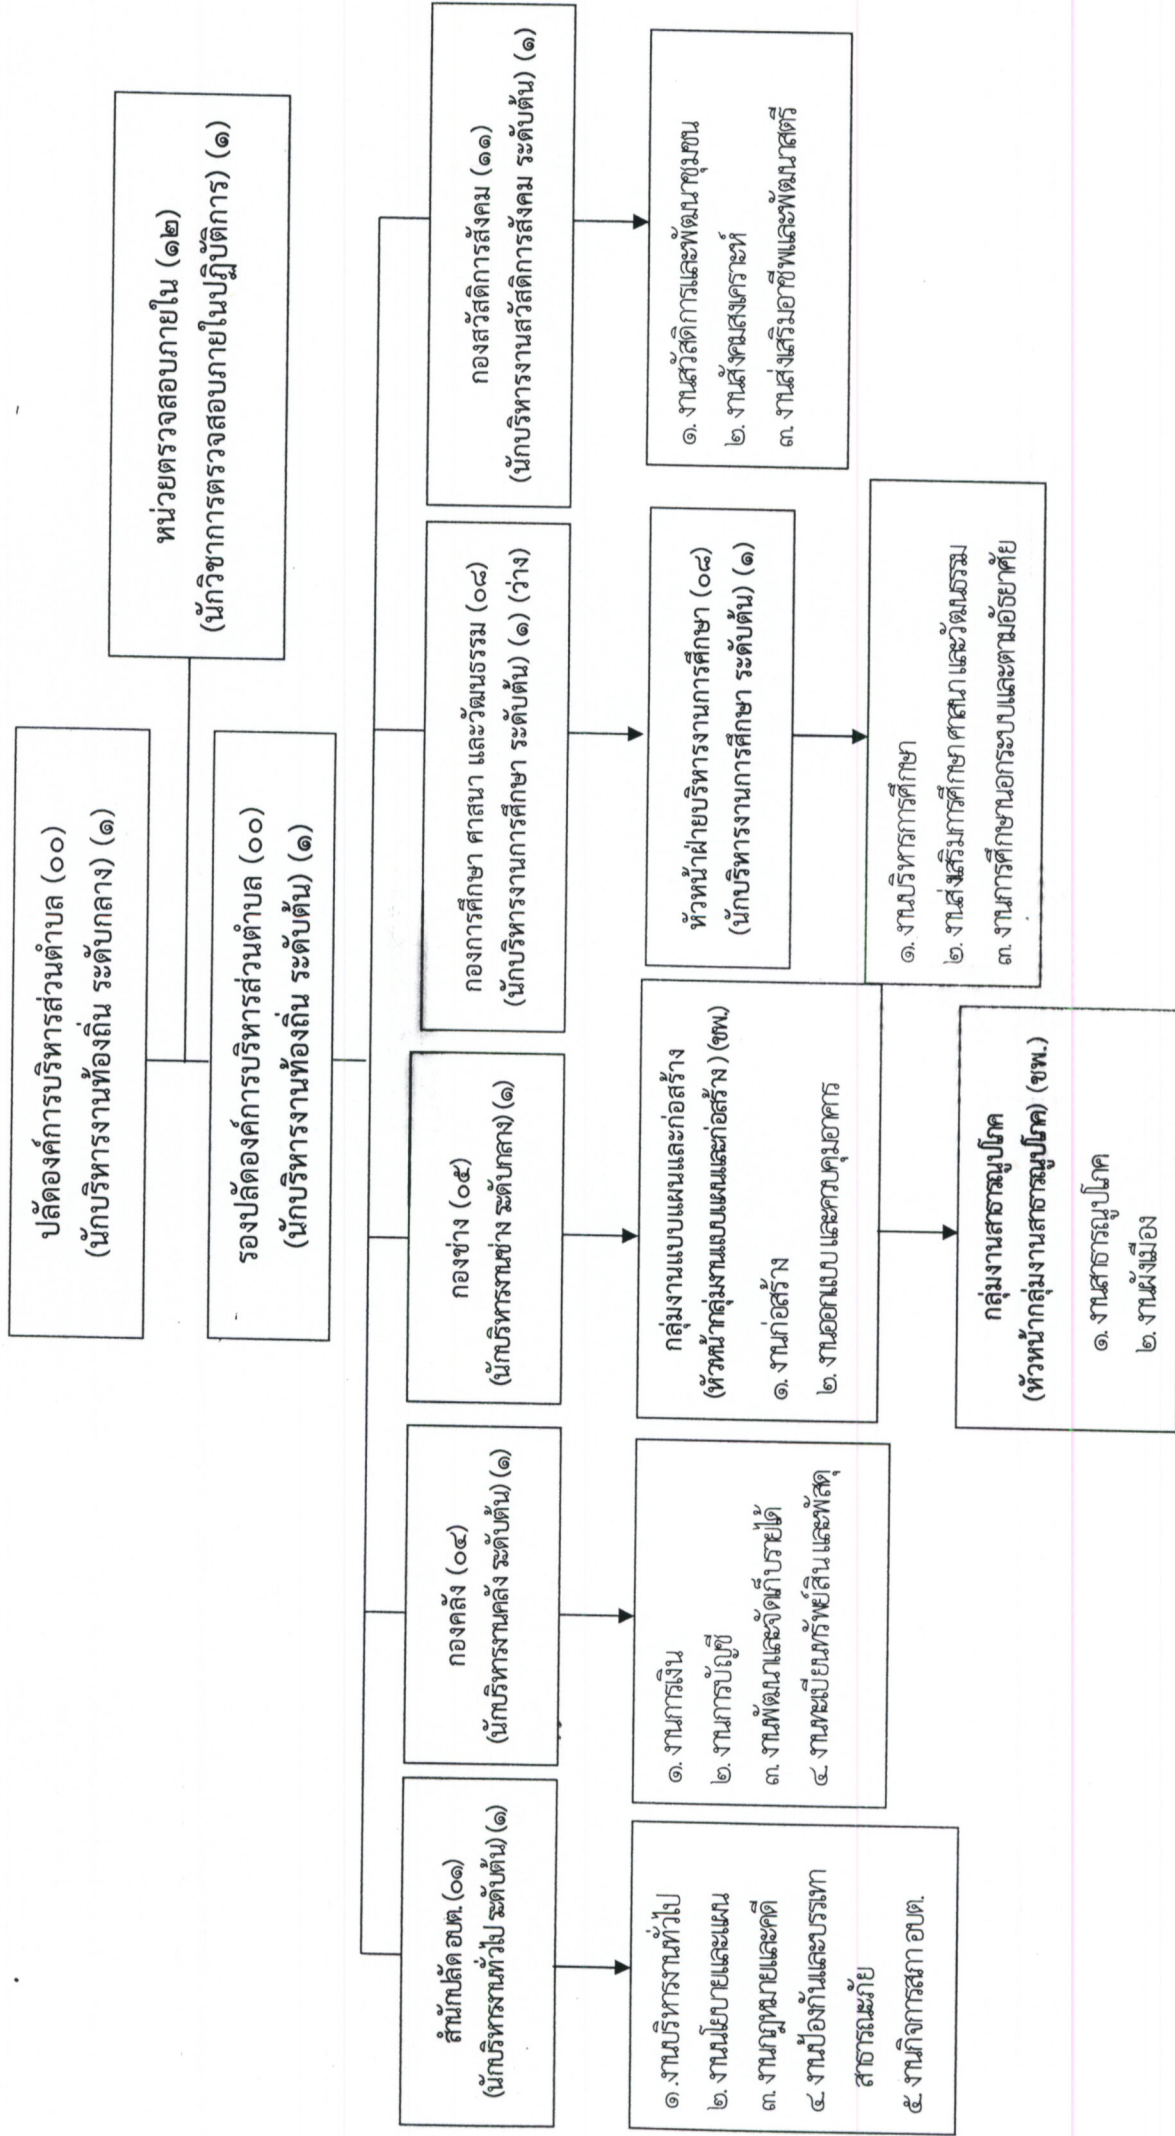 ปลัดองค์การบริหารส่วนตำบล (๐๐)
(นักบริหารงานท้องถิ่น ระดับกลาง) (๑)
หน่วยตรวจสอบภายใน (๑๒)
(นักวิชาการตรวจสอบภายในปฏิบัติการ) (๑)
รองปลัดองค์การบริหารส่วนตำบล (๐๐)
(นักบริหารงานท้องถิ่น ระดับต้น) (๑)
สำนักปลัด อบต. (๐๑)
(นักบริหารงานทั่วไป ระดับต้น) (๑)
๑. งานบริหารงานทั่วไป
๒. งานนโยบายและแผน
๓. งานกฎหมายและคดี
๔. งานป้องกันและบรรเทา
สาธารณะภัย
๕. งานกิจการสภา อบต.
กองคลัง (๐๔)
(นักบริหารงานคลัง ระดับต้น) (๑)
๑. งานการเงิน
๒. งานการบัญชี
๓. งานพัฒนาและจัดเก็บรายได้
๔. งานทะเบียนทรัพย์สิน และพัสดุ
กองช่าง (๐๕)
(นักบริหารงานช่าง ระดับกลาง) (๑)
กลุ่มงานแบบแผนและก่อสร้าง
(หัวหน้ากลุ่มงานแบบแผนและก่อสร้าง) (ชพ.)
๑. งานก่อสร้าง
๒. งานออกแบบ และควบคุมอาคาร
กลุ่มงานสาธารณูปโภค
(หัวหน้ากลุ่มงานสาธารณูปโภค) (ชพ.)
๑. งานสาธารณูปโภค
๒. งานผังเมือง
กองการศึกษา ศาสนา และวัฒนธรรม (๐๘)
(นักบริหารงานการศึกษา ระดับต้น) (๑) (ว่าง)
หัวหน้าฝ่ายบริหารงานการศึกษา (๐๘)
(นักบริหารงานการศึกษา ระดับต้น) (๑)
๑. งานบริหารการศึกษา
๒. งานส่งเสริมการศึกษา ศาสนา และวัฒนธรรม
๓. งานการศึกษานอกระบบและตามอัธยาศัย
กองสวัสดิการสังคม (๑๑)
(นักบริหารงานสวัสดิการสังคม ระดับต้น) (๑)
๑. งานสวัสดิการและพัฒนาชุมชน
๒. งานสังคมสงเคราะห์
๓. งานส่งเสริมอาชีพและพัฒนาสตรี